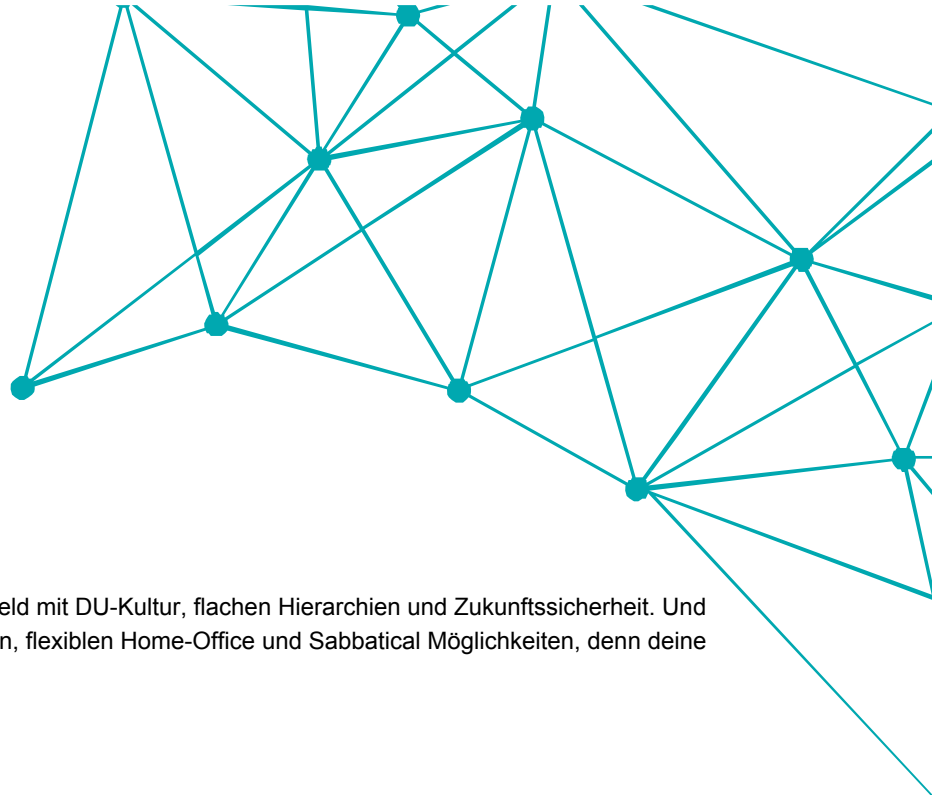 eld mit DU-Kultur, flachen Hierarchien und Zukunftssicherheit. Und
n, flexiblen Home-Office und Sabbatical Möglichkeiten, denn deine